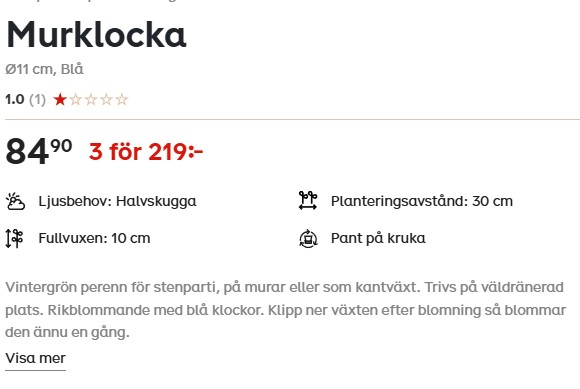 Murklocka
Ø11 cm, Blå
1.0 (1)
8490 3 för 219:-
Ljusbehov: Halvskugga
Planteringsavstånd: 30 cm
Fullvuxen: 10 cm
Pant på kruka
Vintergrön perenn för stenparti, på murar eller som kantväxt. Trivs på väldränerad
plats. Rikblommande med blå klockor. Klipp ner växten efter blomning så blommar
den ännu en gång.
Visa mer